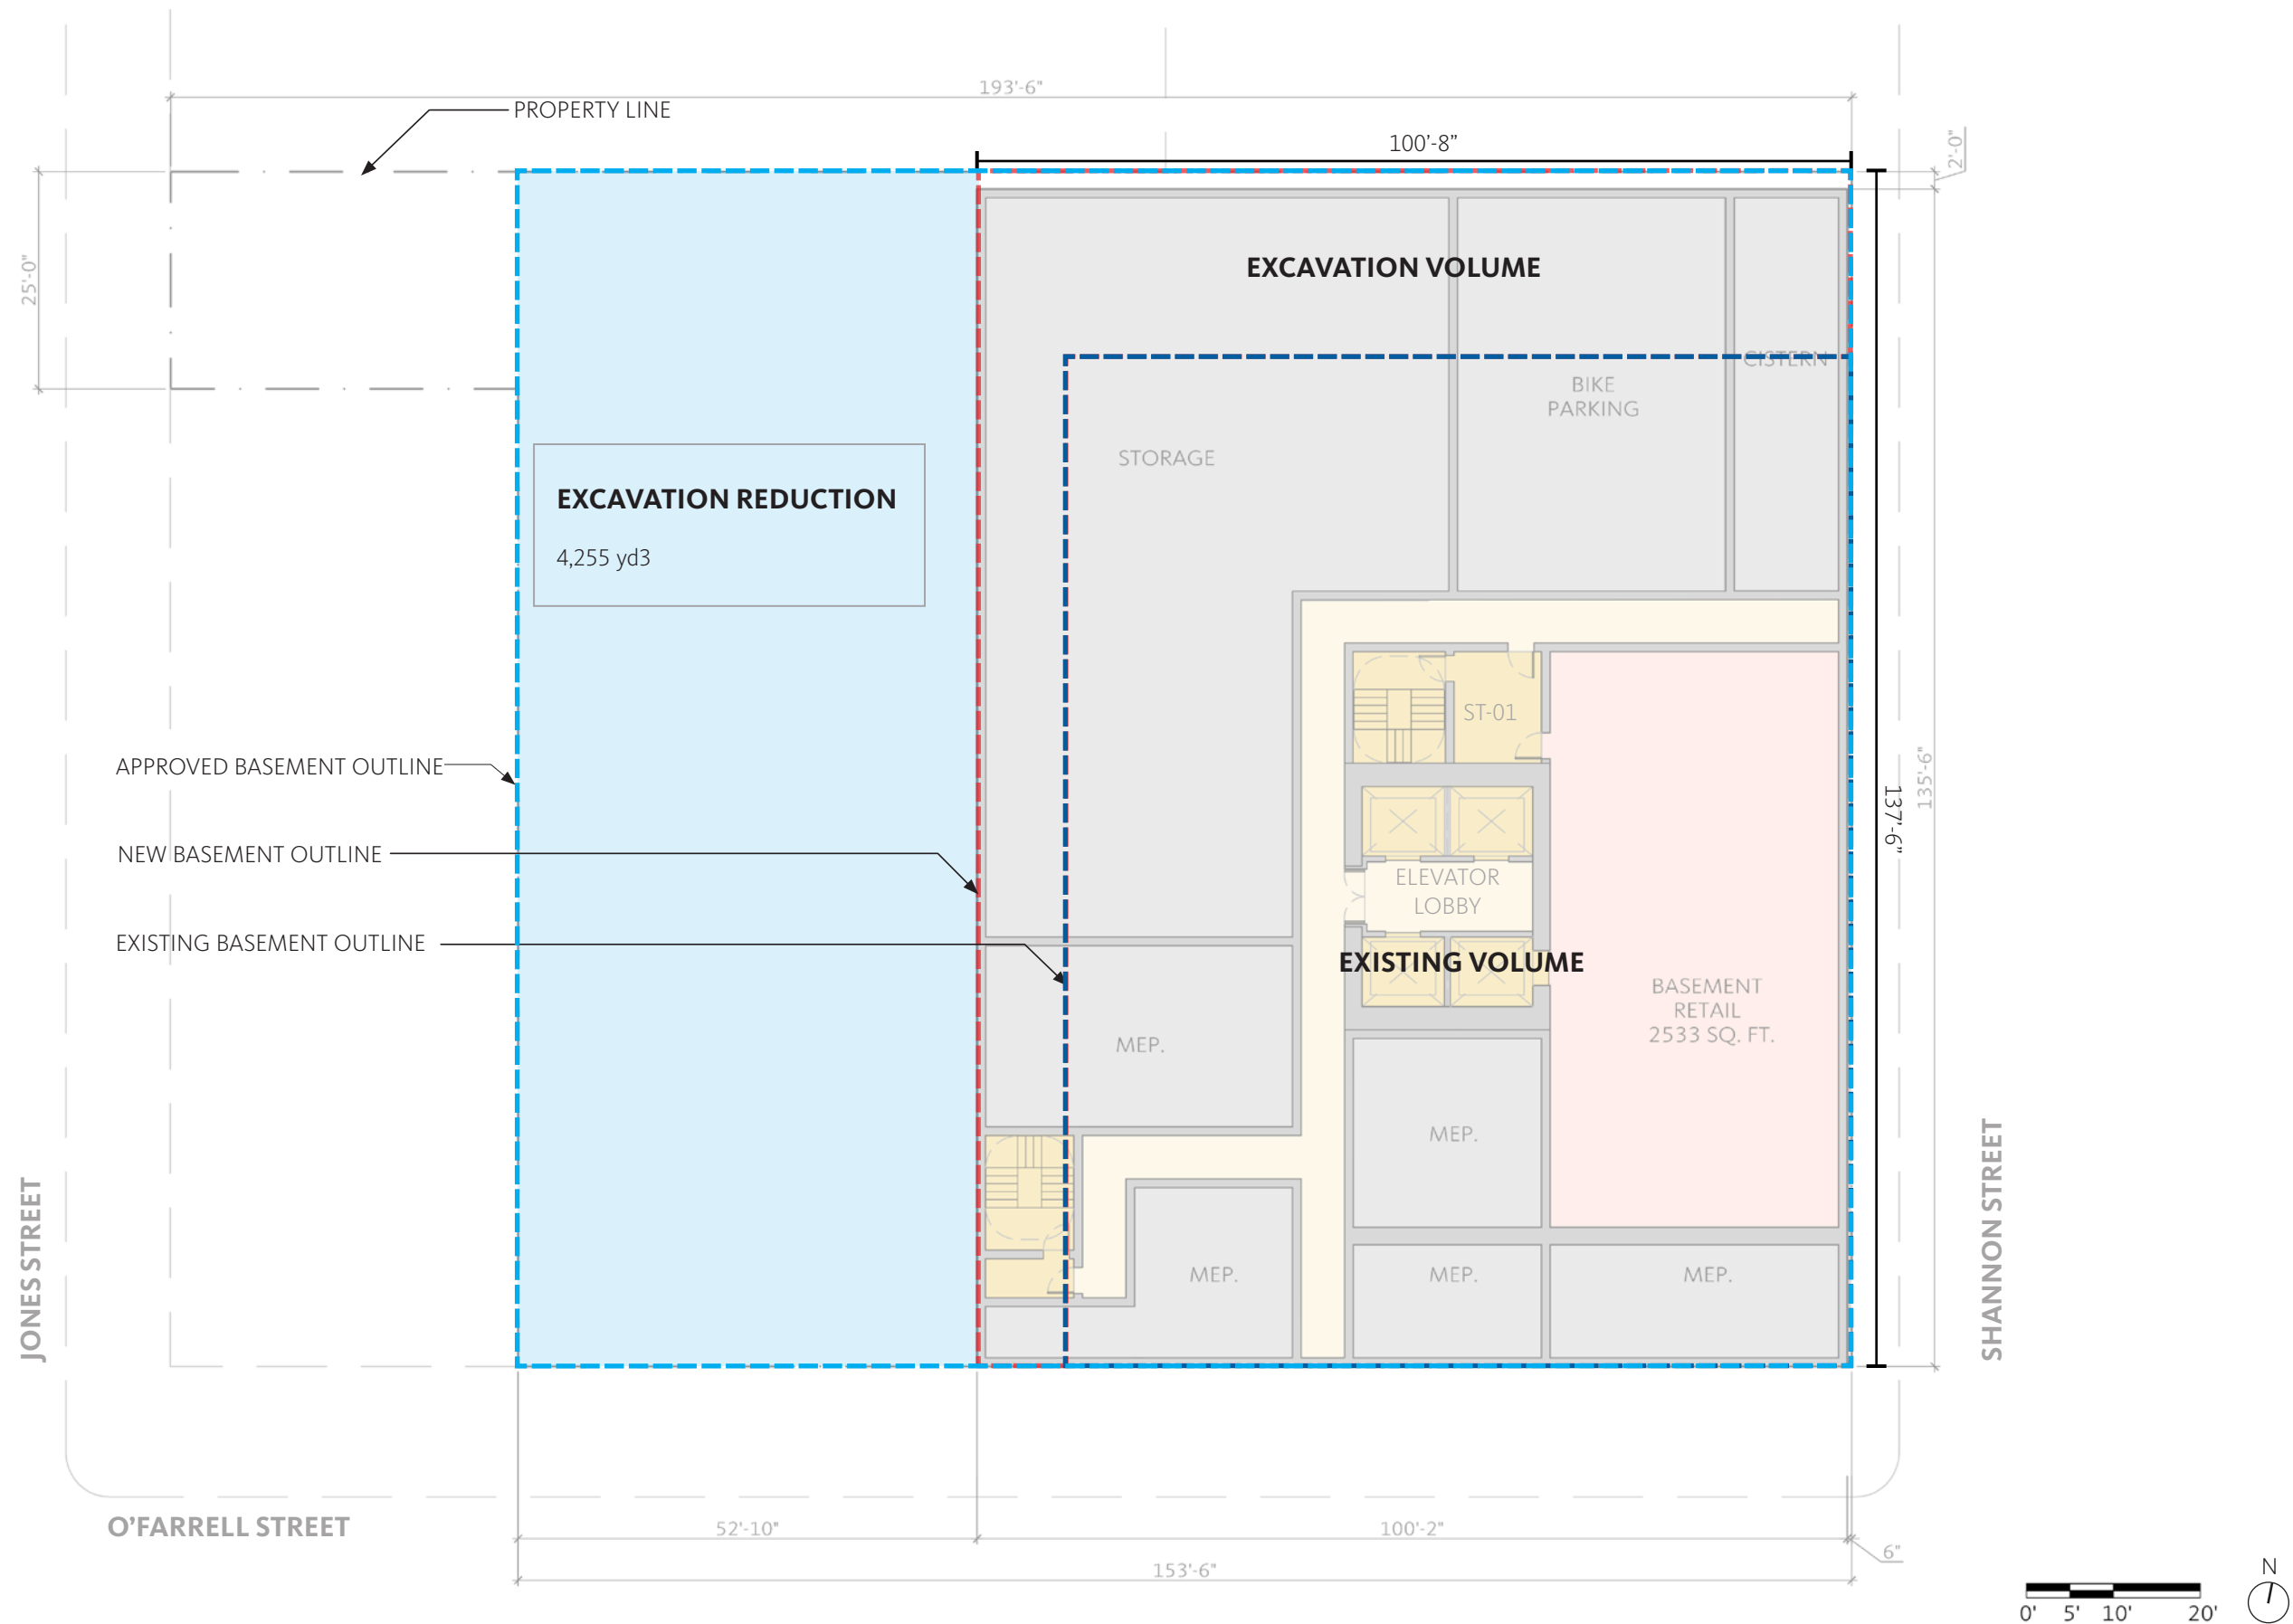 193'-6"
PROPERTY LINE
100'-8”
2'-0"
25'-0"
EXCAVATION VOLUME
CISTERN
BIKE
PARKING
STORAGE
EXCAVATION REDUCTION
4,255 yd3
ST-01
APPROVED BASEMENT OUTLINE
135'-6"
137'-6”
NEW BASEMENT OUTLINE
ELEVATOR
LOBBY
EXISTING BASEMENT OUTLINE
EXISTING VOLUME
BASEMENT
RETAIL
2533 SQ. FT.
MEP.
MEP.
MEP.
MEP.
MEP.
JONES STREET
SHANNON STREET
O’FARRELL STREET
52'-10"
100'-2"
6"
153'-6"
N
0' 5' 10' 20'